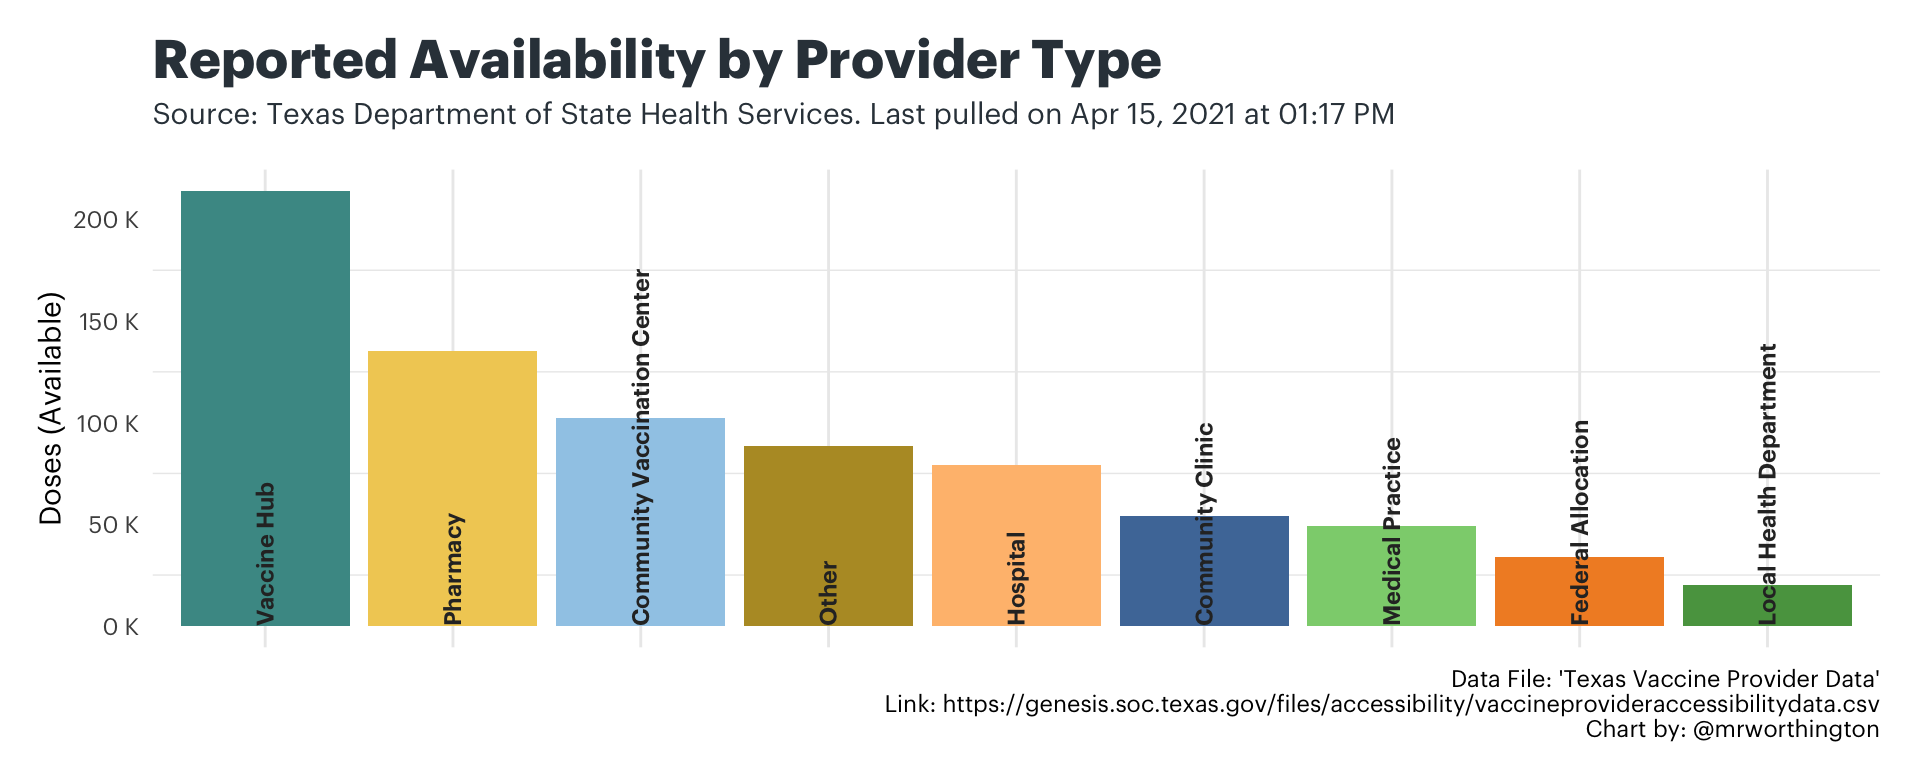 Reported Availability by Provider Type
Source: Texas Department of State Health Services. Last pulled on Apr 15, 2021 at 01:17 PM
Doses (Available)
200 K
150 K
100 K
50 K
0 K
Vaccine Hub
Pharmacy
Community Vaccination Center
Other
Hospital
Community Clinic
Medical Practice
Federal Allocation
Local Health Department
Data File: 'Texas Vaccine Provider Data'
Link: https://genesis.soc.texas.gov/files/accessibility/vaccineprovideraccessibilitydata.csv
Chart by: @mrworthington